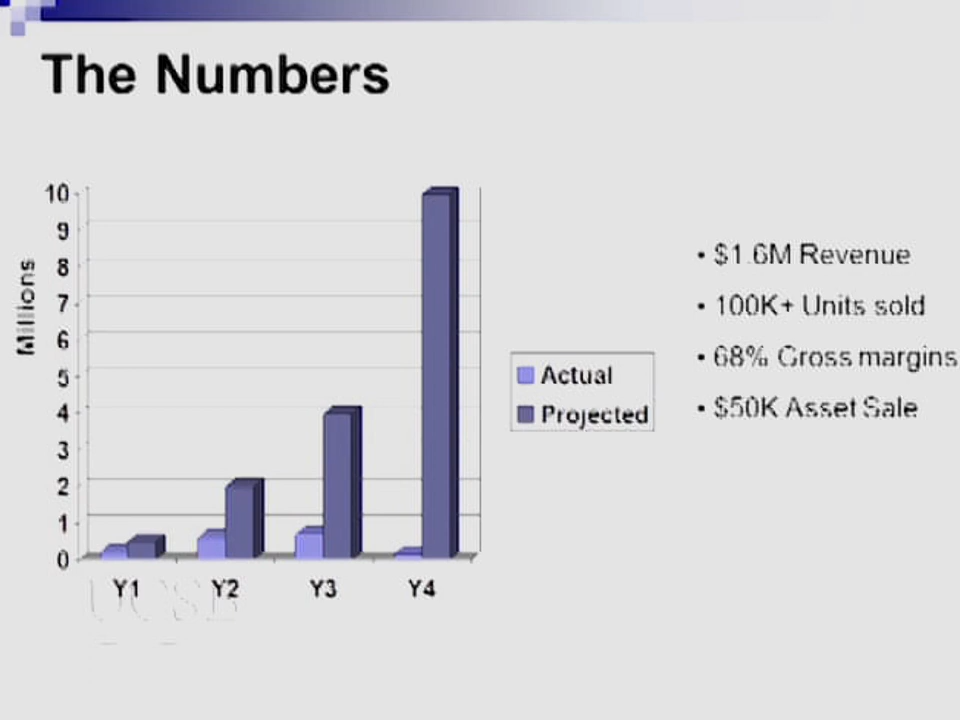 The Numbers
10
9
8
7
6
5
4
3
2
1
0
Millions
Y1 Y2 Y3 Y4
Actual
Projected
• $1.6M Revenue
• 100K+ Units sold
• 68% Gross margins
• $50K Asset Sale
UCSB